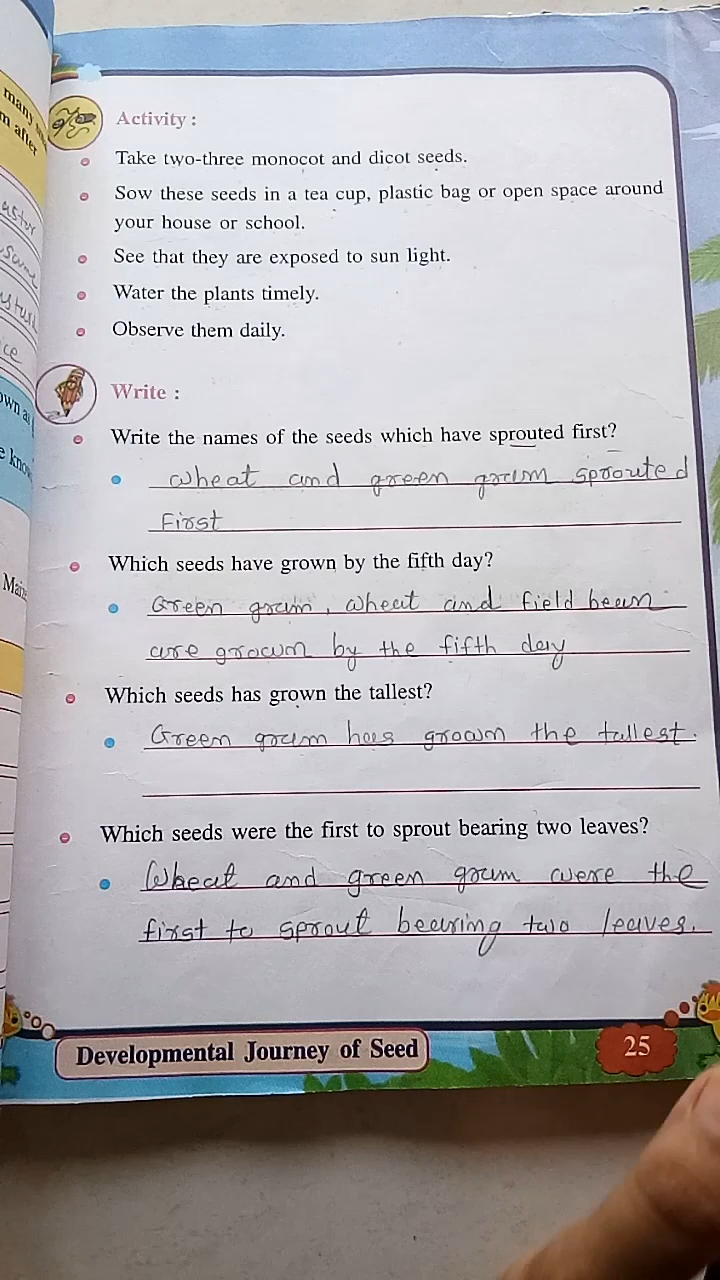 many
m after
Activity :
Take two-three monocot and dicot seeds.
Sow these seeds in a tea cup, plastic bag or open space around
your house or school.
See that they are exposed to sun light.
Water the plants timely.
Observe them daily.
Write :
Write the names of the seeds which have sprouted first?
wheat and green gram sprouted
First
Which seeds have grown by the fifth day?
Green gram, wheat and field bean
are grown by the fifth day
Which seeds has grown the tallest?
Green gram has grown the tallest.
Which seeds were the first to sprout bearing two leaves?
Wheat and green gram were the
first to sprout bearing two leaves.
Developmental Journey of Seed
25